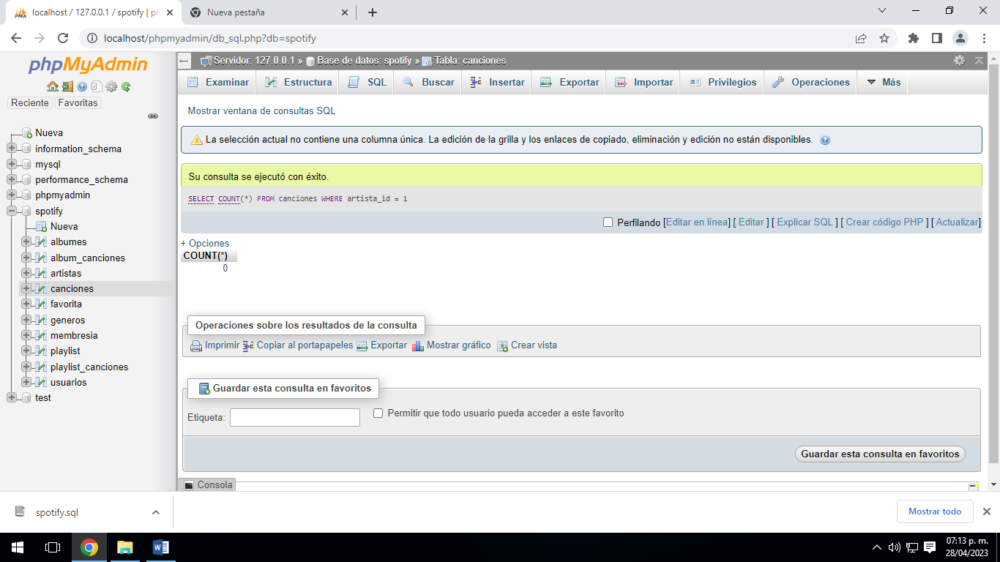 localhost / 127.0.0.1 / spotify | ph
Nueva pestaña
localhost/phpmyadmin/db_sql.php?db=spotify
phpMyAdmin
Reciente Favoritas
Nueva
information_schema
mysql
performance_schema
phpmyadmin
spotify
Nueva
albumes
album_canciones
artistas
canciones
favorita
generos
membresia
playlist
playlist_canciones
usuarios
test
Servidor: 127.0.0.1 » Base de datos: spotify » Tabla: canciones
Examinar Estructura SQL Buscar Insertar Exportar Importar Privilegios Operaciones Más
Mostrar ventana de consultas SQL
La selección actual no contiene una columna única. La edición de la grilla y los enlaces de copiado, eliminación y edición no están disponibles.
Su consulta se ejecutó con éxito.
SELECT COUNT(*) FROM canciones WHERE artista_id = 1
Perfilando [Editar en línea] [ Editar ] [ Explicar SQL ] [ Crear código PHP ] [ Actualizar]
+ Opciones
COUNT(*)
0
Operaciones sobre los resultados de la consulta
Imprimir Copiar al portapapeles Exportar Mostrar gráfico Crear vista
Guardar esta consulta en favoritos
Etiqueta: Permitir que todo usuario pueda acceder a este favorito
Guardar esta consulta en favoritos
Consola
spotify.sql
Mostrar todo
07:13 p. m.
28/04/2023